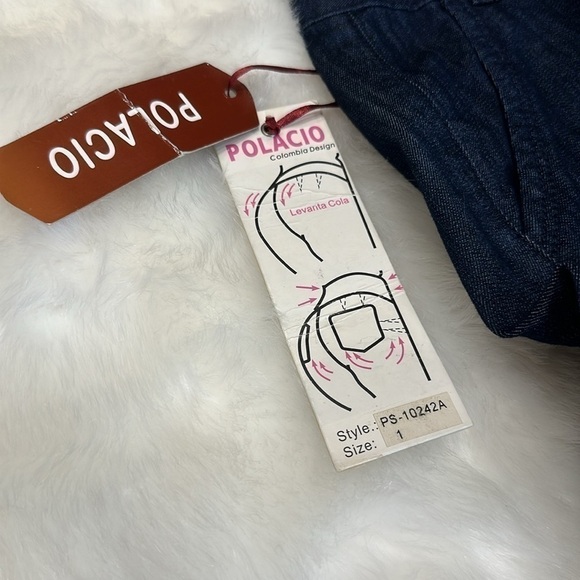 POLACIO
POLACIO
Colombia Design
Levanta Cola
Style.: PS-10242A
Size: 1